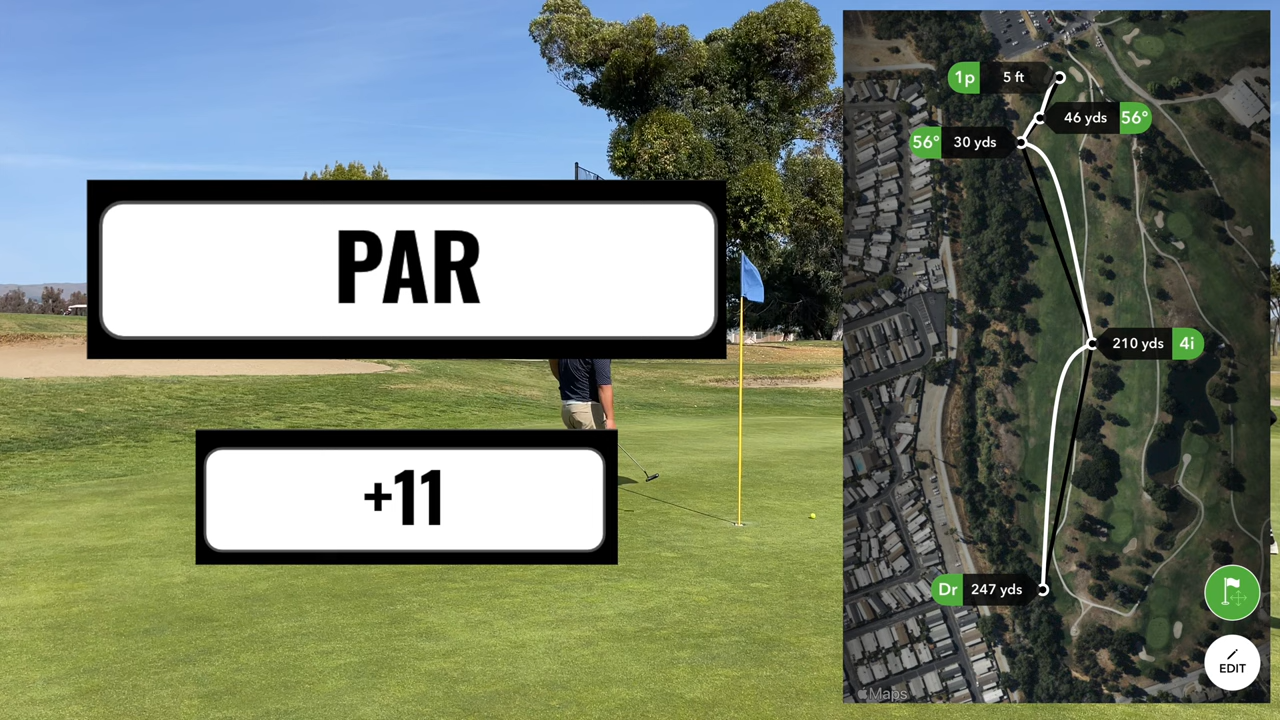 PAR
+11
1p 5 ft
46 yds 56°
56° 30 yds
210 yds 4i
Dr 247 yds
EDIT
Maps